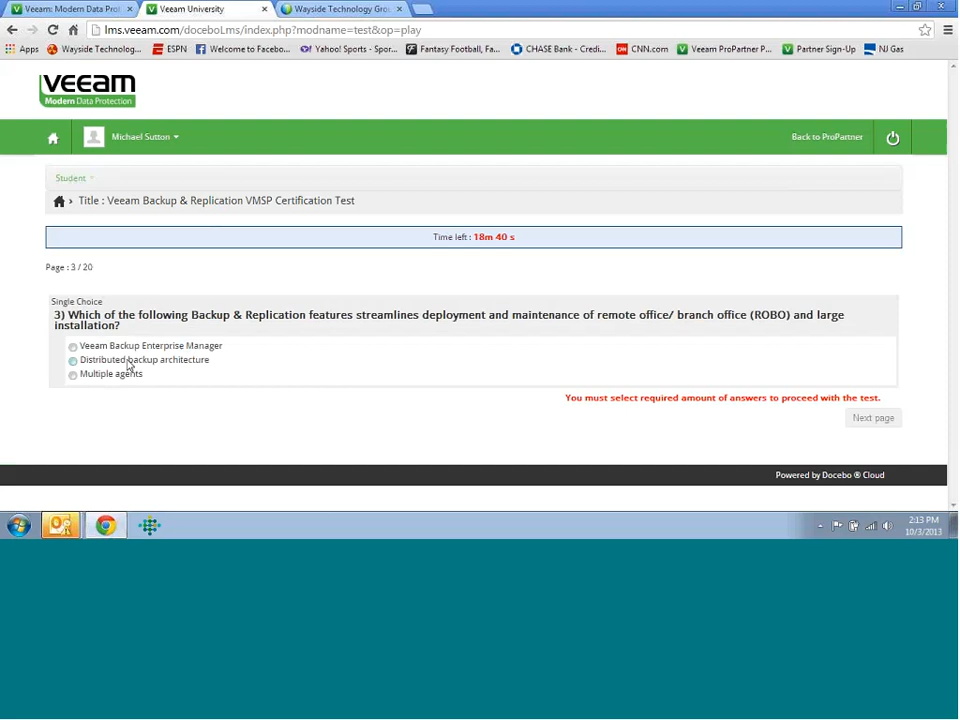 Veeam: Modern Data Prot
Veeam University
Wayside Technology Grou
lms.veeam.com/doceboLms/index.php?modname=test&op=play
Apps
Wayside Technolog...
ESPN
Welcome to Facebo...
Yahoo! Sports - Spor...
Fantasy Football, Fa...
CHASE Bank - Credi...
CNN.com
Veeam ProPartner P...
Partner Sign-Up
NJ Gas
veeam
Modern Data Protection
Michael Sutton
Back to ProPartner
Student
Title : Veeam Backup & Replication VMSP Certification Test
Time left : 18m 40 s
Page : 3 / 20
Single Choice
3) Which of the following Backup & Replication features streamlines deployment and maintenance of remote office/ branch office (ROBO) and large
installation?
Veeam Backup Enterprise Manager
Distributed backup architecture
Multiple agents
You must select required amount of answers to proceed with the test.
Next page
Powered by Docebo ® Cloud
2:13 PM
10/3/2013